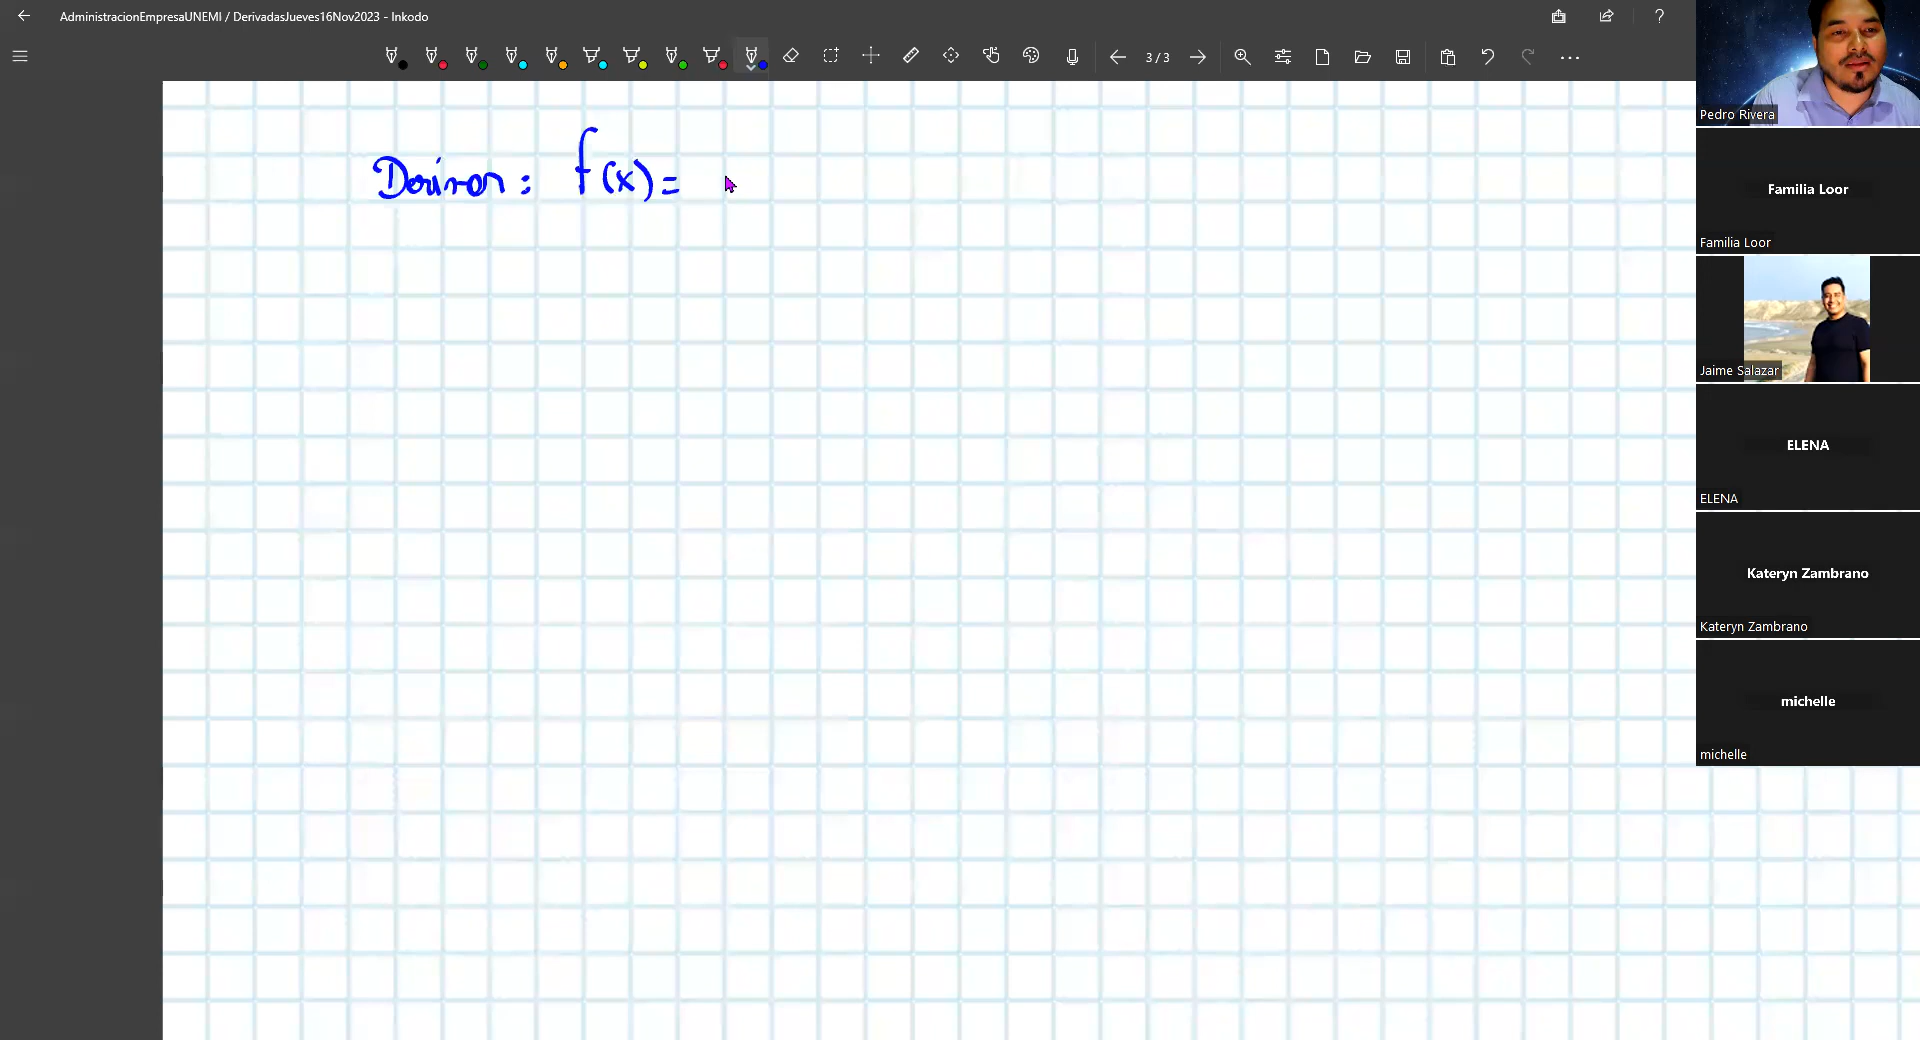 AdministracionEmpresaUNEMI / DerivadasJueves16Nov2023 - Inkodo
3 / 3
Derivar: f(x)=
Pedro Rivera
Familia Loor
Familia Loor
Jaime Salazar
ELENA
ELENA
Kateryn Zambrano
Kateryn Zambrano
michelle
michelle